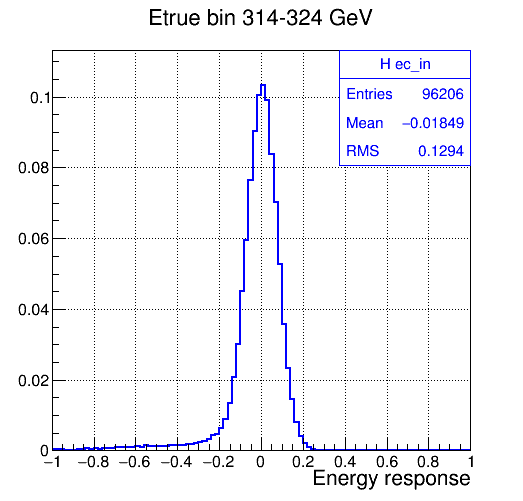 Etrue bin 314-324 GeV
H ec_in
Entries 96206
Mean −0.01849
RMS 0.1294
0.1
0.08
0.06
0.04
0.02
0
−1 −0.8 −0.6 −0.4 −0.2 0 0.2 0.4 0.6 0.8 1
Energy response